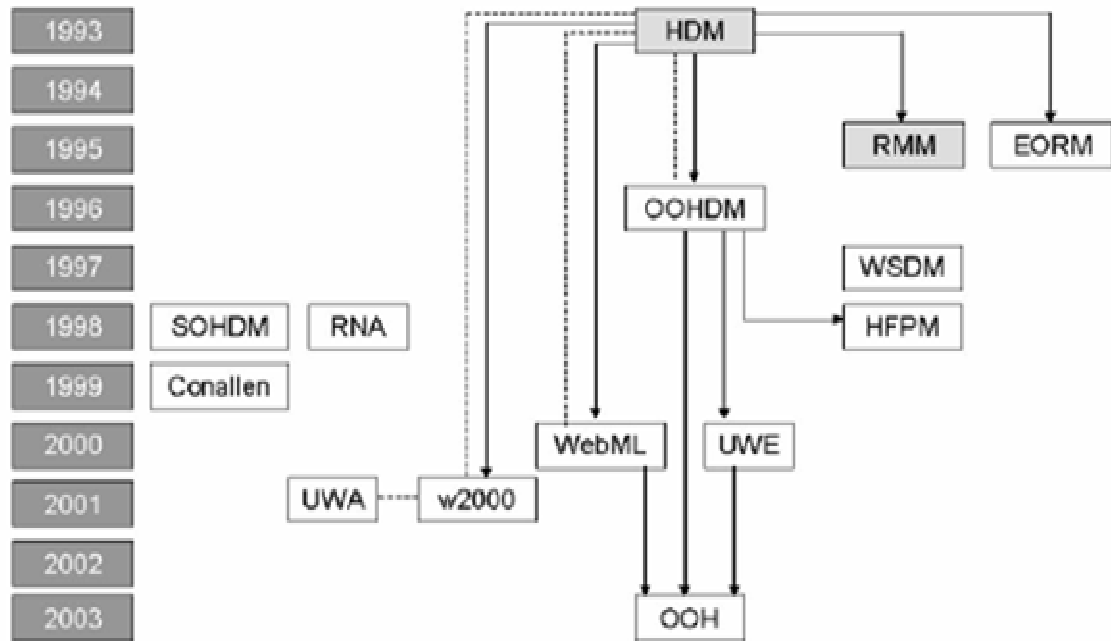 1993 HDM
1994
1995 RMM EORM
1996 OOHDM
1997 WSDM
1998 SOHDM RNA HFPM
1999 Conallen
2000 WebML UWE
2001 UWA w2000
2002
2003 OOH